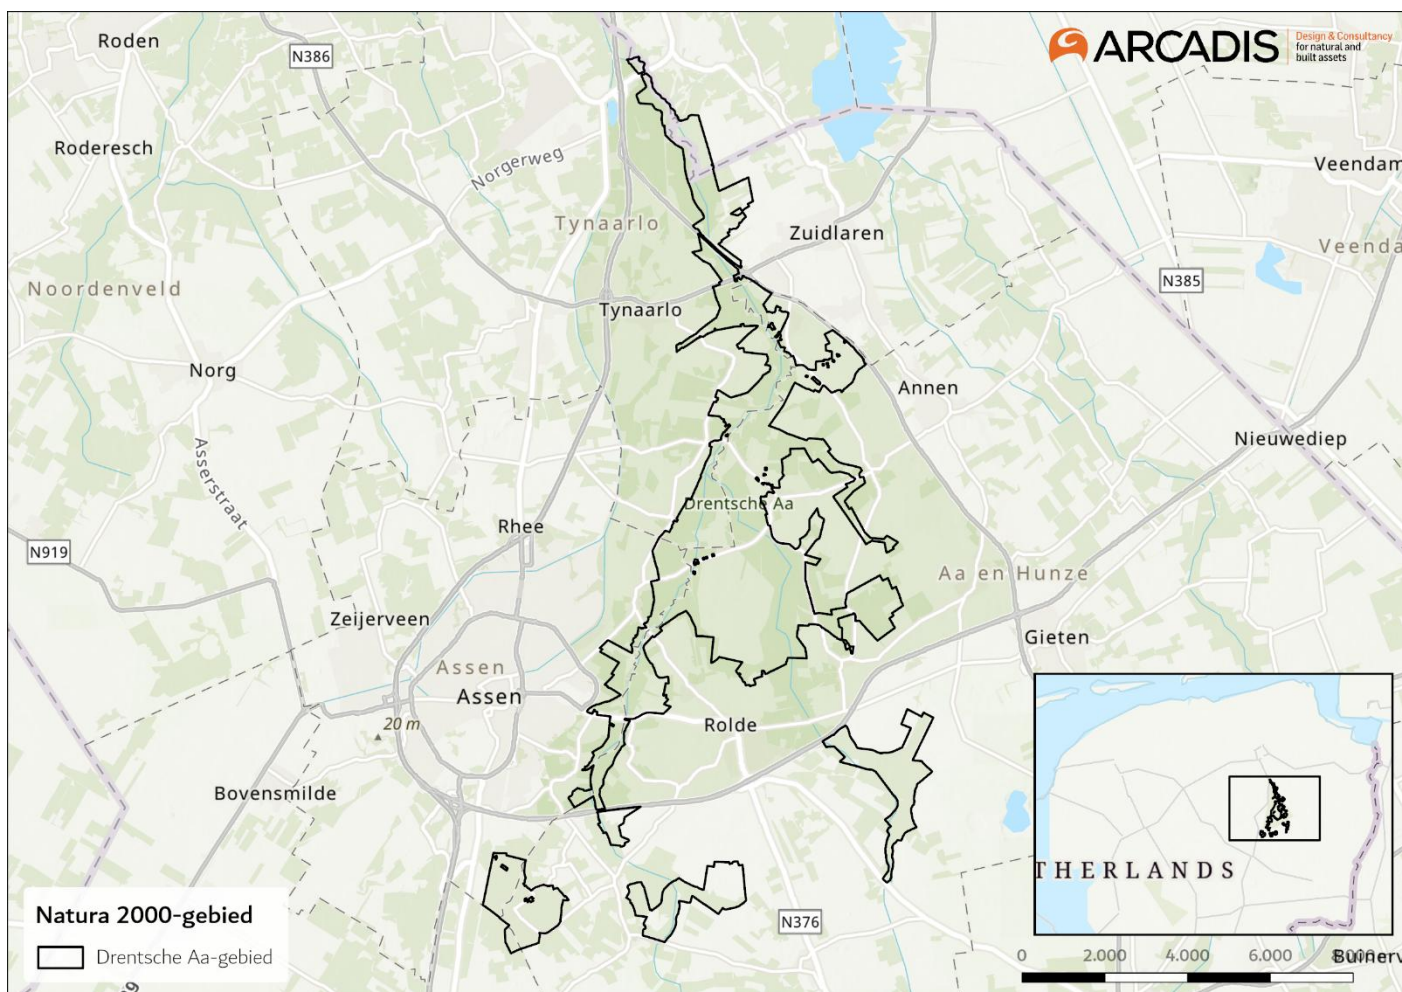 Roden
N386
ARCADIS
Design & Consultancy
for natural and
built assets
Roderesch
Norgerweg
Veendam
Tynaarlo
Zuidlaren
Veenda
Noordenveld
N385
Tynaarlo
Norg
Annen
Nieuwediep
Asserstraat
Drentsche Aa
Rhee
N919
Aa en Hunze
Zeijerveen
Gieten
Assen
Assen
20 m
Rolde
Bovensmilde
THERLANDS
Natura 2000-gebied
N376
Drentsche Aa-gebied
0 2.000 4.000 6.000